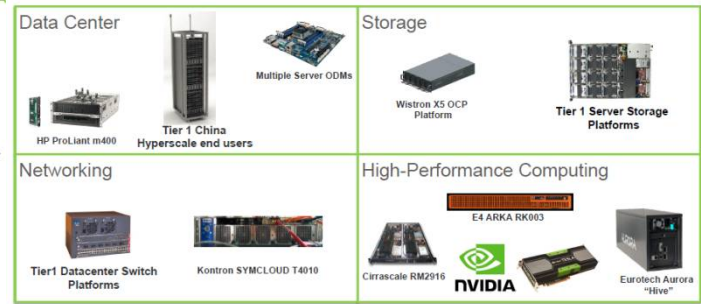 Data Center
Multiple Server ODMs
HP ProLiant m400
Tier 1 China
Hyperscale end users
Storage
Wistron X5 OCP
Platform
Tier 1 Server Storage
Platforms
Networking
Tier1 Datacenter Switch
Platforms
Kontron SYMCLOUD T4010
High-Performance Computing
E4 ARKA RK003
Cirrascale RM2916
NVIDIA
Eurotech Aurora
“Hive”